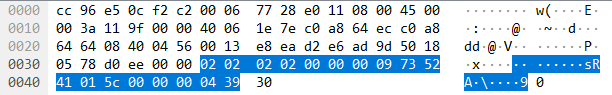 0000 cc 96 e5 0c f2 c2 00 06 77 28 e0 11 08 00 45 00 ········ w(····E·
0010 00 3a 11 9f 00 00 40 06 1e 7e c0 a8 64 ec c0 a8 ·:····@· ·~··d···
0020 64 64 08 40 04 56 00 13 e8 ea d2 e6 ad 9d 50 18 dd·@·V·· ······P·
0030 05 78 d0 ee 00 00 02 02 02 02 00 00 00 09 73 52 ·x······ ······sR
0040 41 01 5c 00 00 00 04 39 30 A·\····9 0